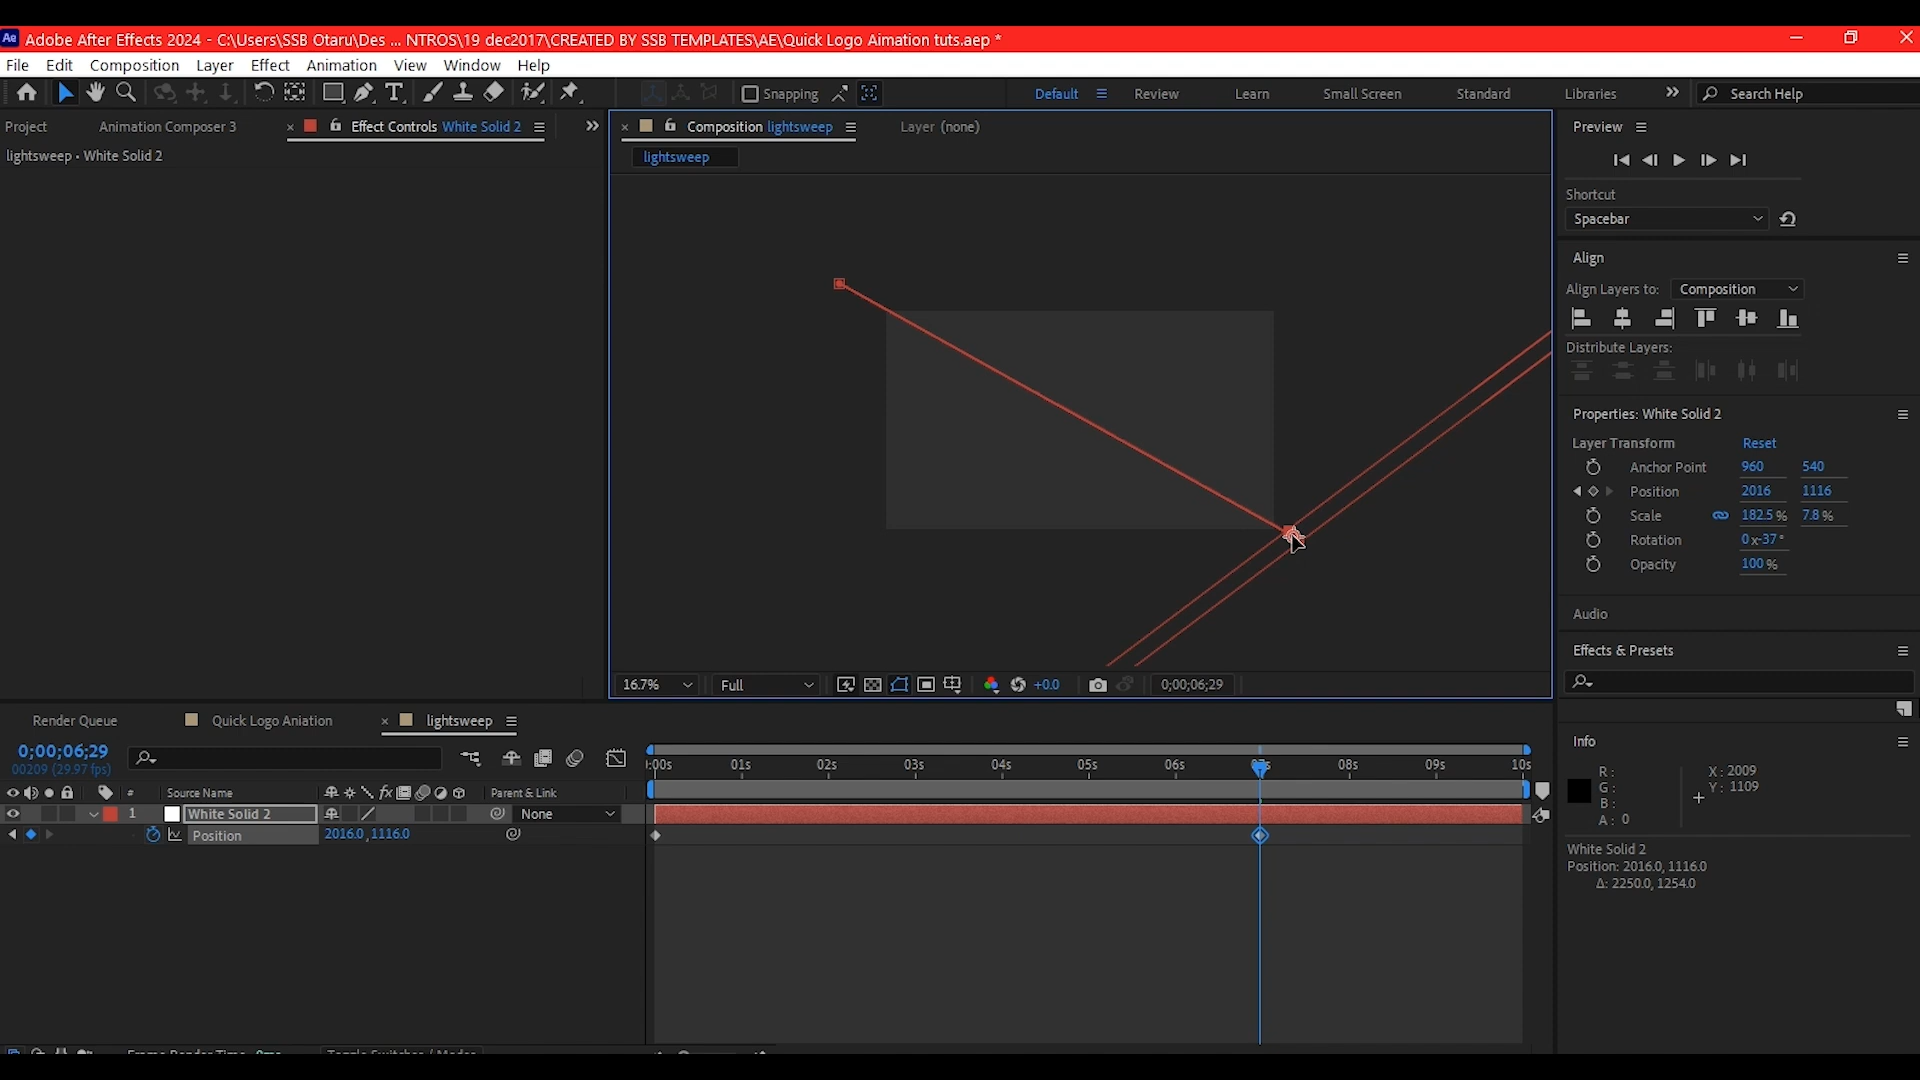 Ae Adobe After Effects 2024 - C:\Users\SSB Otaru\Des ... NTROS\19 dec2017\CREATED BY SSB TEMPLATES\AE\Quick Logo Aimation tuts.aep *
File Edit Composition Layer Effect Animation View Window Help
Snapping Default Review Learn Small Screen Standard Libraries Search Help
Project Animation Composer 3 Effect Controls White Solid 2 Composition lightsweep Layer (none) Preview
lightsweep • White Solid 2
lightsweep
Shortcut
Spacebar
Align
Align Layers to: Composition
Distribute Layers:
Properties: White Solid 2
Layer Transform Reset
Anchor Point 960 540
Position 2016 1116
Scale 182.5 % 7.8 %
Rotation 0x-37°
Opacity 100 %
Audio
Effects & Presets
16.7% Full +0.0 0;00;06;29
Render Queue Quick Logo Aniation lightsweep
Info
0;00;06;29
00209 (29.97 fps)
:00s 01s 02s 03s 04s 05s 06s 08s 09s 10s
# Source Name Parent & Link
1 White Solid 2 None
Position 2016.0, 1116.0
R: X: 2009
G: Y: 1109
B:
A: 0
White Solid 2
Position: 2016.0, 1116.0
Δ: 2250.0, 1254.0